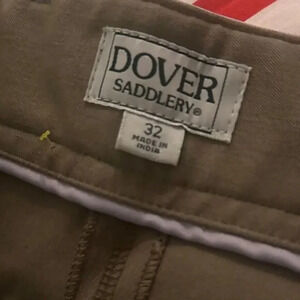 DOVER
SADDLERY®
32
MADE IN
INDIA